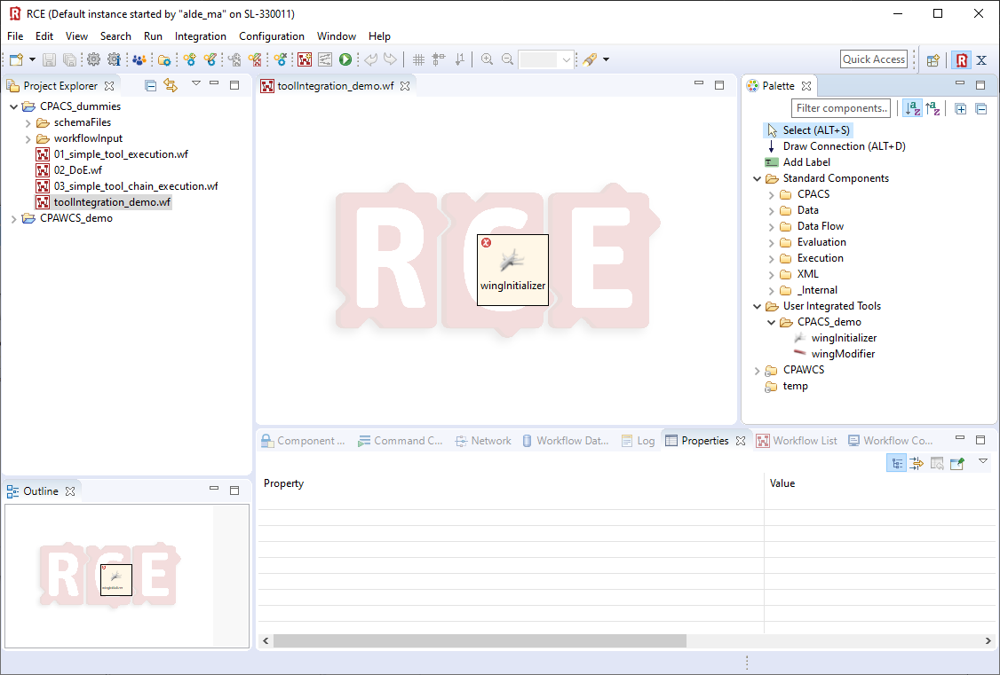 RCE (Default instance started by "alde_ma" on SL-330011)
File Edit View Search Run Integration Configuration Window Help
Quick Access
Project Explorer
CPACS_dummies
schemaFiles
workflowInput
01_simple_tool_execution.wf
02_DoE.wf
03_simple_tool_chain_execution.wf
toolIntegration_demo.wf
CPAWCS_demo
toolIntegration_demo.wf
RCE
wingInitializer
Palette
Filter components..
Select (ALT+S)
Draw Connection (ALT+D)
Add Label
Standard Components
CPACS
Data
Data Flow
Evaluation
Execution
XML
_Internal
User Integrated Tools
CPACS_demo
wingInitializer
wingModifier
CPAWCS
temp
Outline
RCE
wingInitializer
Component ... Command C... Network Workflow Dat... Log Properties Workflow List Workflow Co...
Property Value